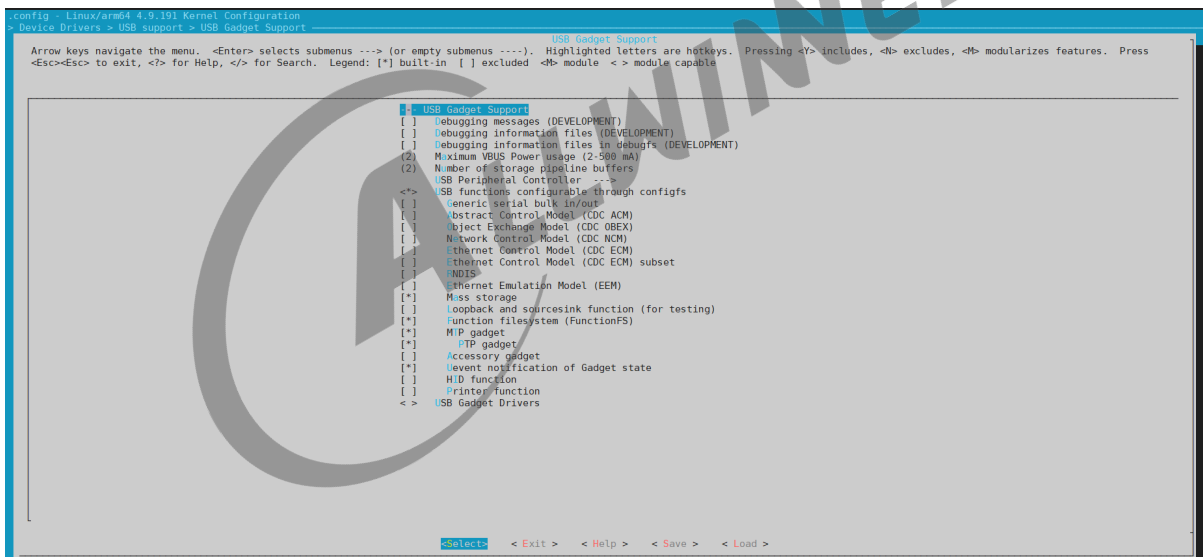 .config - Linux/arm64 4.9.191 Kernel Configuration
> Device Drivers > USB support > USB Gadget Support
USB Gadget Support
Arrow keys navigate the menu. <Enter> selects submenus ---> (or empty submenus ----). Highlighted letters are hotkeys. Pressing <Y> includes, <N> excludes, <M> modularizes features. Press
<Esc><Esc> to exit, <?> for Help, </> for Search. Legend: [*] built-in [ ] excluded <M> module < > module capable
--- USB Gadget Support
[ ] Debugging messages (DEVELOPMENT)
[ ] Debugging information files (DEVELOPMENT)
[ ] Debugging information files in debugfs (DEVELOPMENT)
(2) Maximum VBUS Power usage (2-500 mA)
(2) Number of storage pipeline buffers
USB Peripheral Controller --->
<*> USB functions configurable through configfs
[ ] Generic serial bulk in/out
[ ] Abstract Control Model (CDC ACM)
[ ] Object Exchange Model (CDC OBEX)
[ ] Network Control Model (CDC NCM)
[ ] Ethernet Control Model (CDC ECM)
[ ] Ethernet Control Model (CDC ECM) subset
[ ] RNDIS
[ ] Ethernet Emulation Model (EEM)
[*] Mass storage
[ ] Loopback and sourcesink function (for testing)
[*] Function filesystem (FunctionFS)
[*] MTP gadget
[*] PTP gadget
[ ] Accessory gadget
[*] Uevent notification of Gadget state
[ ] HID function
[ ] Printer function
< > USB Gadget Drivers
<Select> < Exit > < Help > < Save > < Load >
ALLWINNE